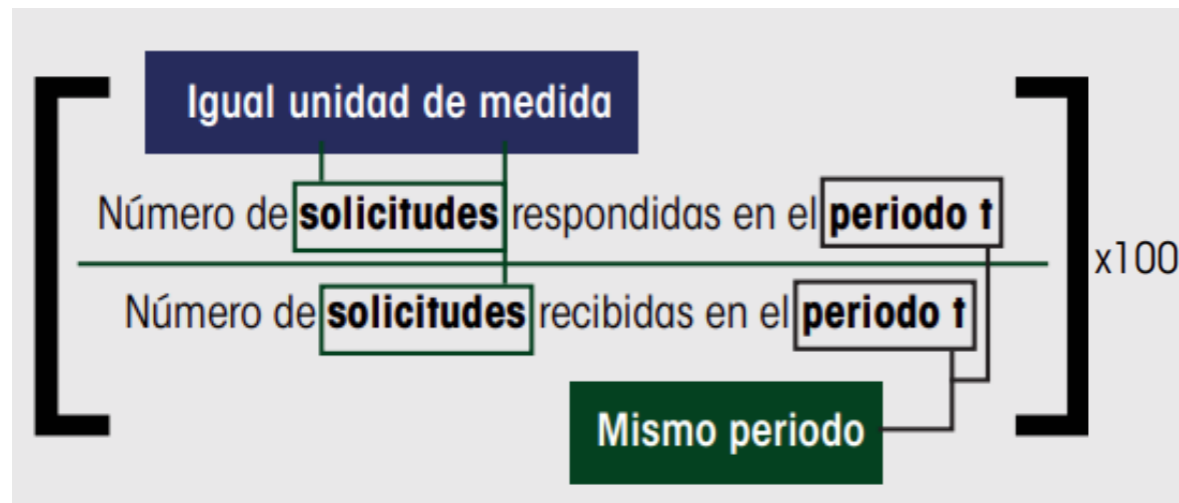 Igual unidad de medida
Número de solicitudes respondidas en el periodo t
x100
Número de solicitudes recibidas en el periodo t
Mismo periodo